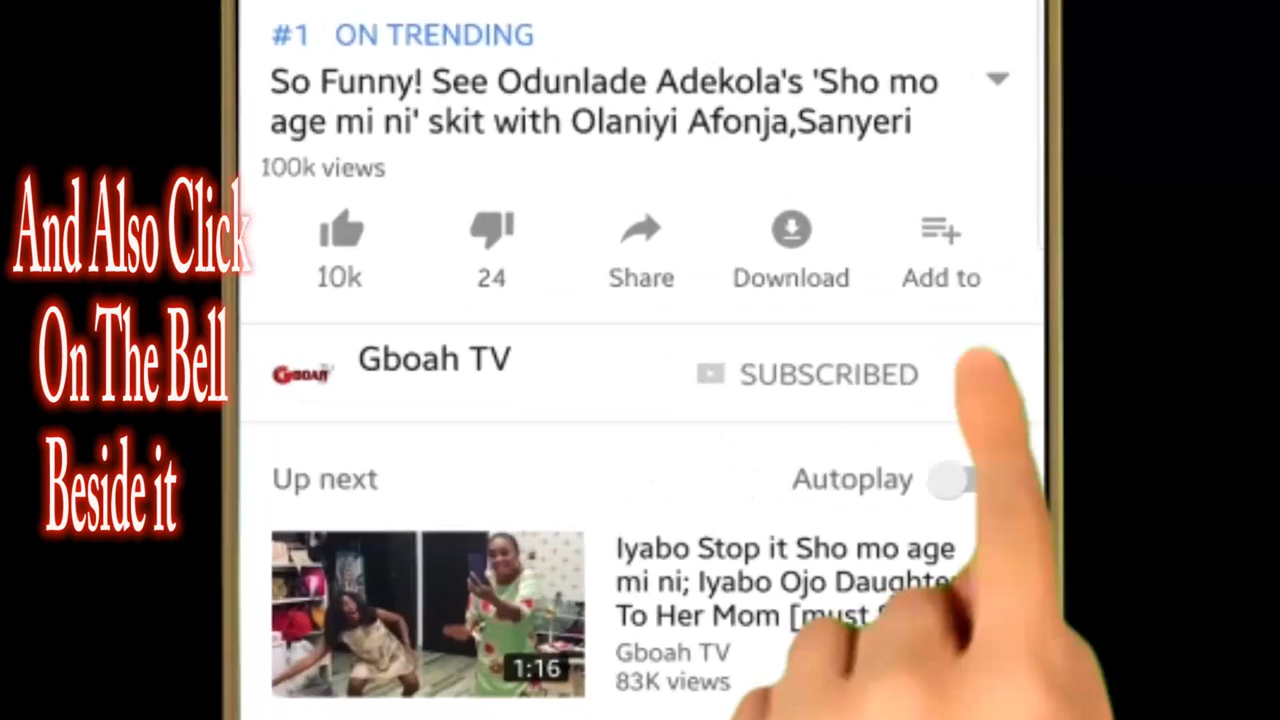 #1 ON TRENDING
So Funny! See Odunlade Adekola's 'Sho mo
age mi ni' skit with Olaniyi Afonja,Sanyeri
100k views
10k
24
Share
Download
Add to
And Also Click
On The Bell
Beside it
GBOAH TV
Gboah TV
SUBSCRIBED
Up next
Autoplay
1:16
Iyabo Stop it Sho mo age
mi ni; Iyabo Ojo Daughter
To Her Mom [must
Gboah TV
83K views